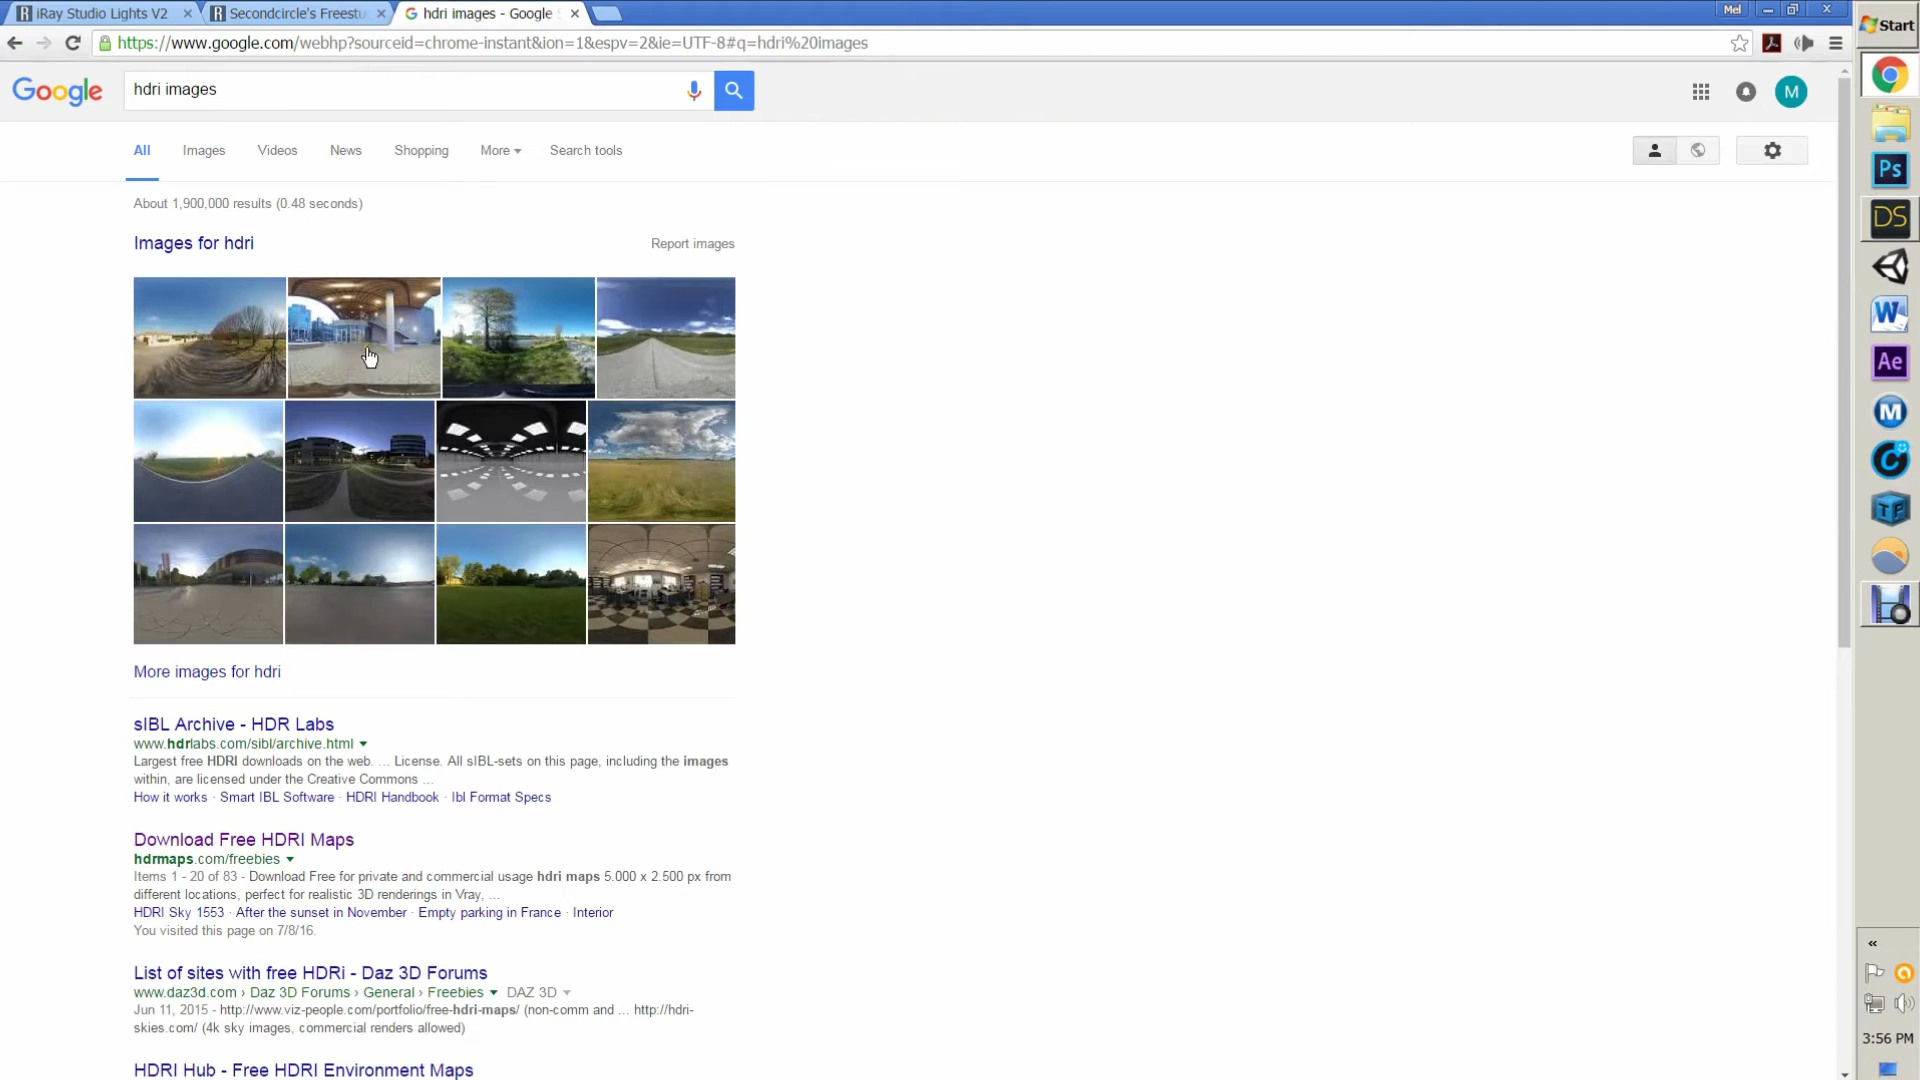 iRay Studio Lights V2
Secondcircle's Freestu
hdri images - Google S
Mel
https://www.google.com/webhp?sourceid=chrome-instant&ion=1&espv=2&ie=UTF-8#q=hdri%20images
Google
hdri images
M
All Images Videos News Shopping More Search tools
About 1,900,000 results (0.48 seconds)
Images for hdri
Report images
More images for hdri
sIBL Archive - HDR Labs
www.hdrlabs.com/sibl/archive.html
Largest free HDRI downloads on the web. ... License. All sIBL-sets on this page, including the images
within, are licensed under the Creative Commons ...
How it works · Smart IBL Software · HDRI Handbook · Ibl Format Specs
Download Free HDRI Maps
hdrmaps.com/freebies
Items 1 - 20 of 83 - Download Free for private and commercial usage hdri maps 5.000 x 2.500 px from
different locations, perfect for realistic 3D renderings in Vray, ...
HDRI Sky 1553 · After the sunset in November · Empty parking in France · Interior
You visited this page on 7/8/16.
List of sites with free HDRi - Daz 3D Forums
www.daz3d.com › Daz 3D Forums › General › Freebies DAZ 3D
Jun 11, 2015 - http://www.viz-people.com/portfolio/free-hdri-maps/ (non-comm and ... http://hdri-
skies.com/ (4k sky images, commercial renders allowed)
HDRI Hub - Free HDRI Environment Maps
Start
Ps
DS
W
Ae
M
TP
3:56 PM